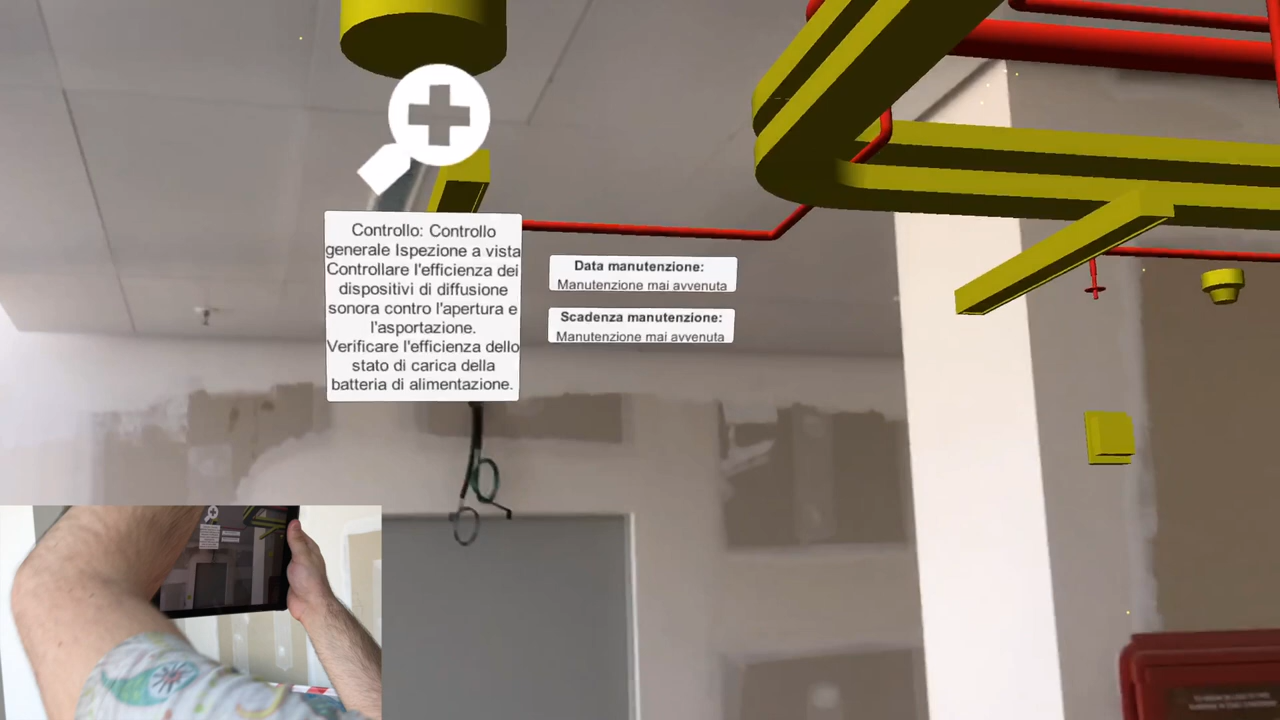 Controllo: Controllo
generale Ispezione a vista
Controllare l'efficienza dei
dispositivi di diffusione
sonora contro l'apertura e
l'asportazione.
Verificare l'efficienza dello
stato di carica della
batteria di alimentazione.
Data manutenzione:
Manutenzione mai avvenuta
Scadenza manutenzione:
Manutenzione mai avvenuta